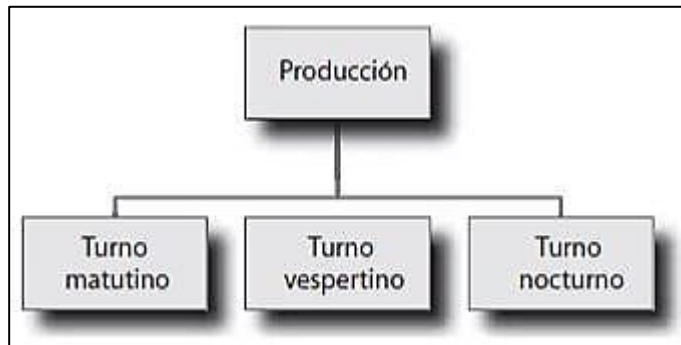 Producción
Turno
matutino
Turno
vespertino
Turno
nocturno